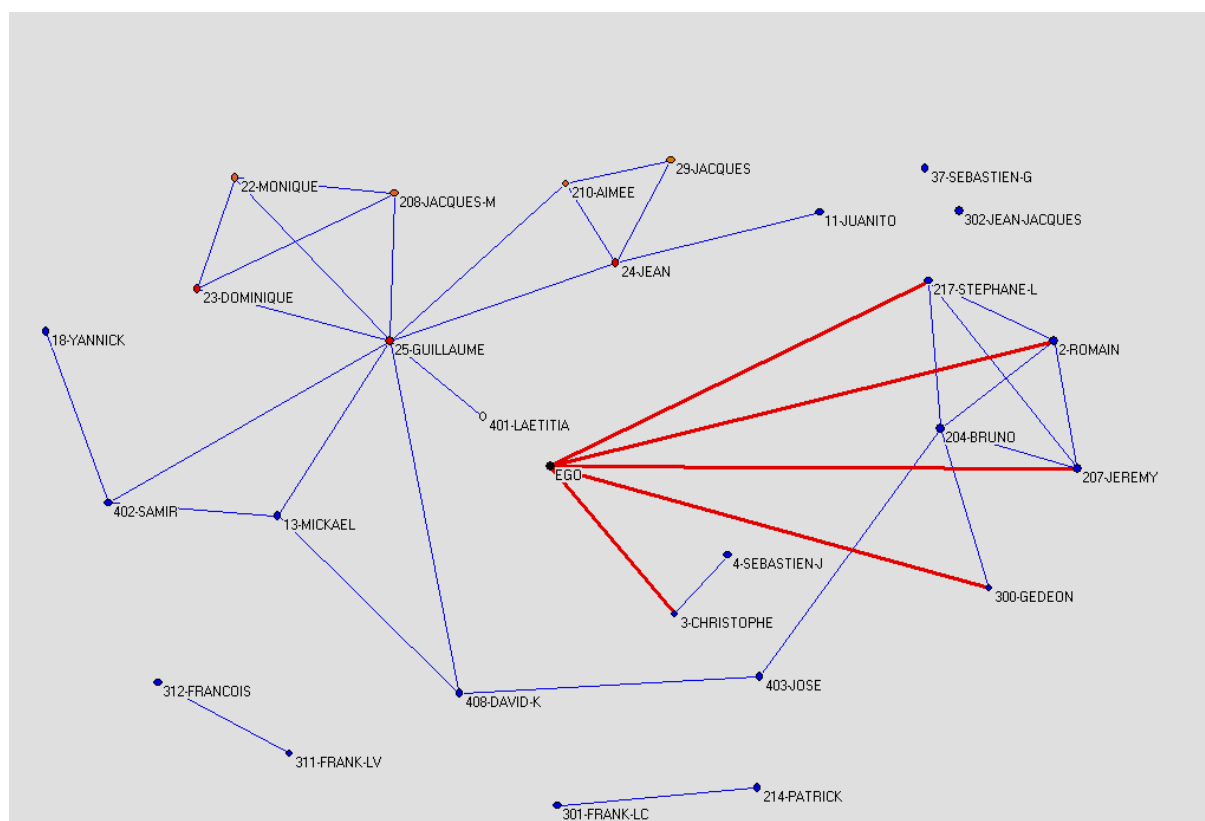 29-JACQUES
37-SEBASTIEN-G
22-MONIQUE
210-AIMEE
208-JACQUES-M
11-JUANITO
302-JEAN-JACQUES
24-JEAN
217-STEPHANE-L
23-DOMINIQUE
18-YANNICK
25-GUILLAUME
2-ROMAIN
401-LAETITIA
204-BRUNO
EGO
207-JEREMY
402-SAMIR
13-MICKAEL
4-SEBASTIEN-J
300-GEDEON
3-CHRISTOPHE
403-JOSE
312-FRANCOIS
408-DAVID-K
311-FRANK-LV
214-PATRICK
301-FRANK-LC